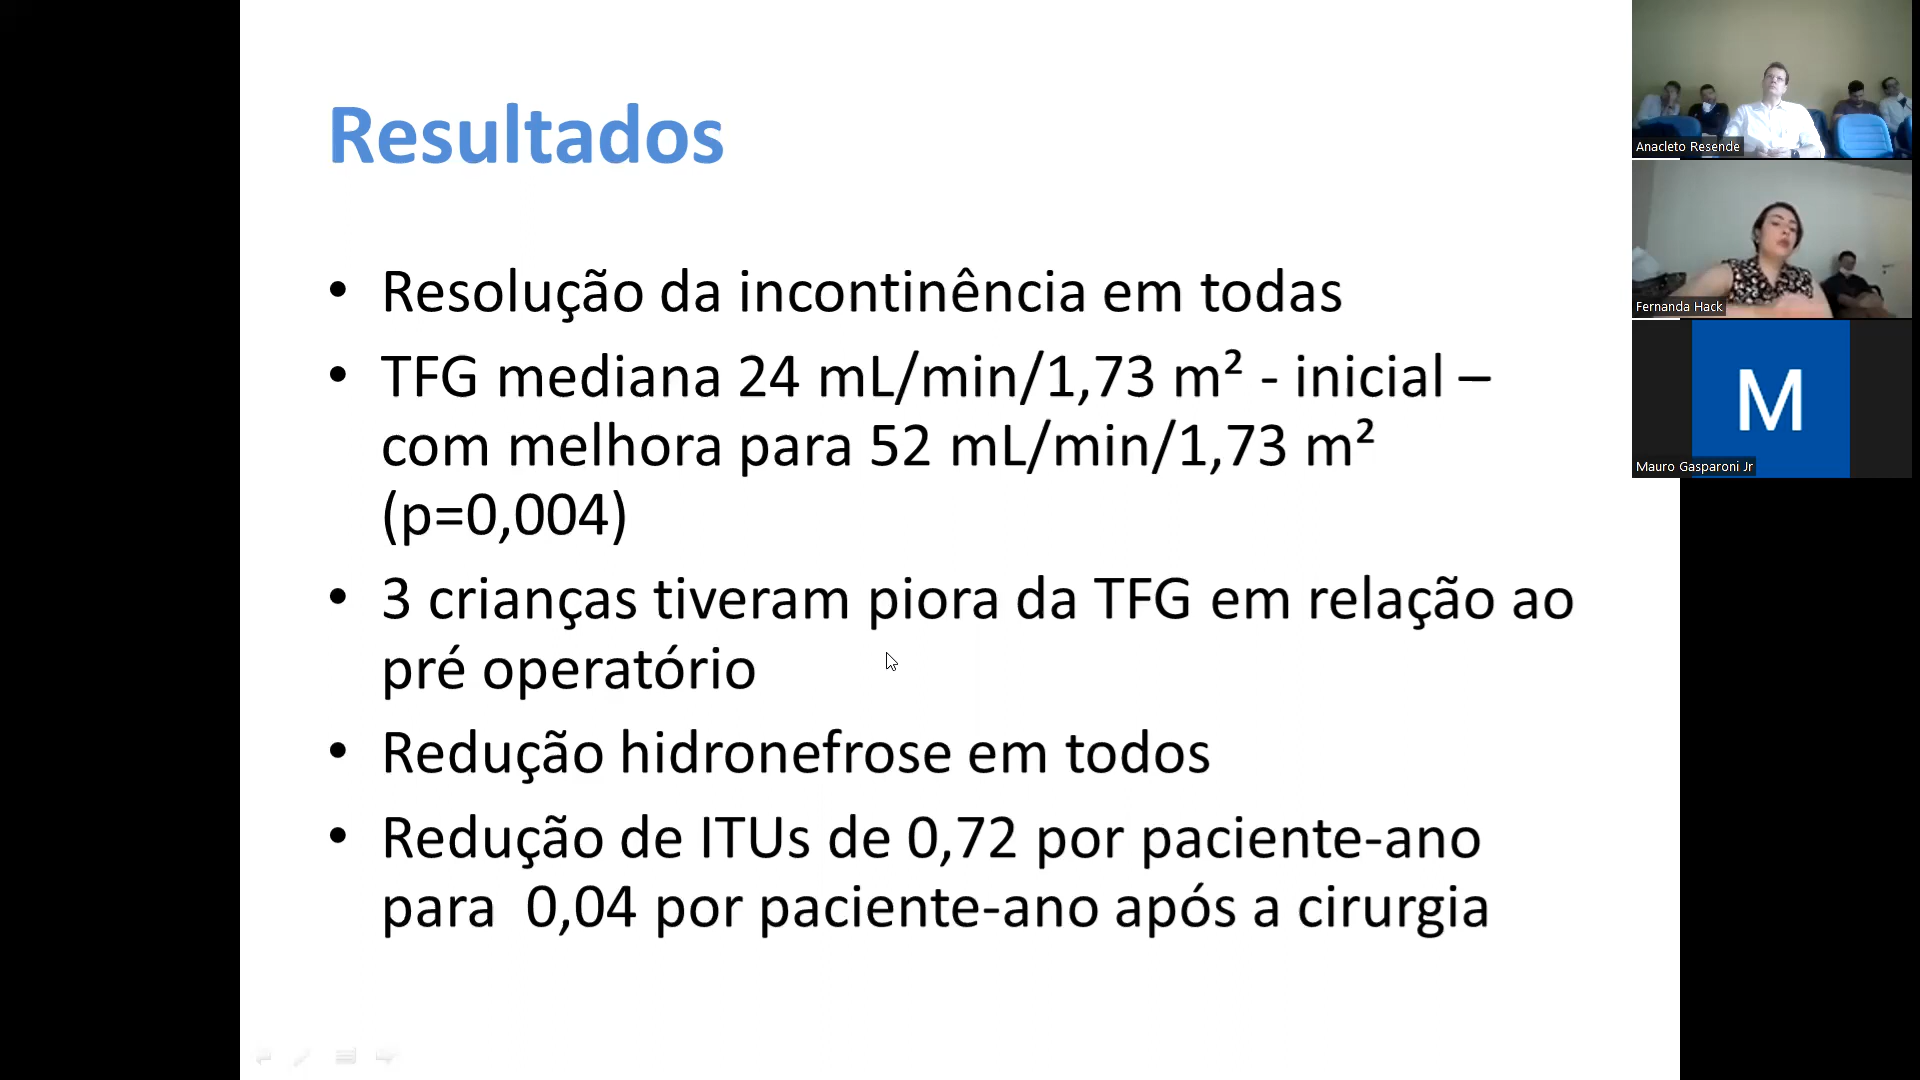 Resultados
• Resolução da incontinência em todas
• TFG mediana 24 mL/min/1,73 m² - inicial –
com melhora para 52 mL/min/1,73 m²
(p=0,004)
• 3 crianças tiveram piora da TFG em relação ao
pré operatório
• Redução hidronefrose em todos
• Redução de ITUs de 0,72 por paciente-ano
para  0,04 por paciente-ano após a cirurgia
Anacleto Resende
Fernanda Hack
M
Mauro Gasparoni Jr